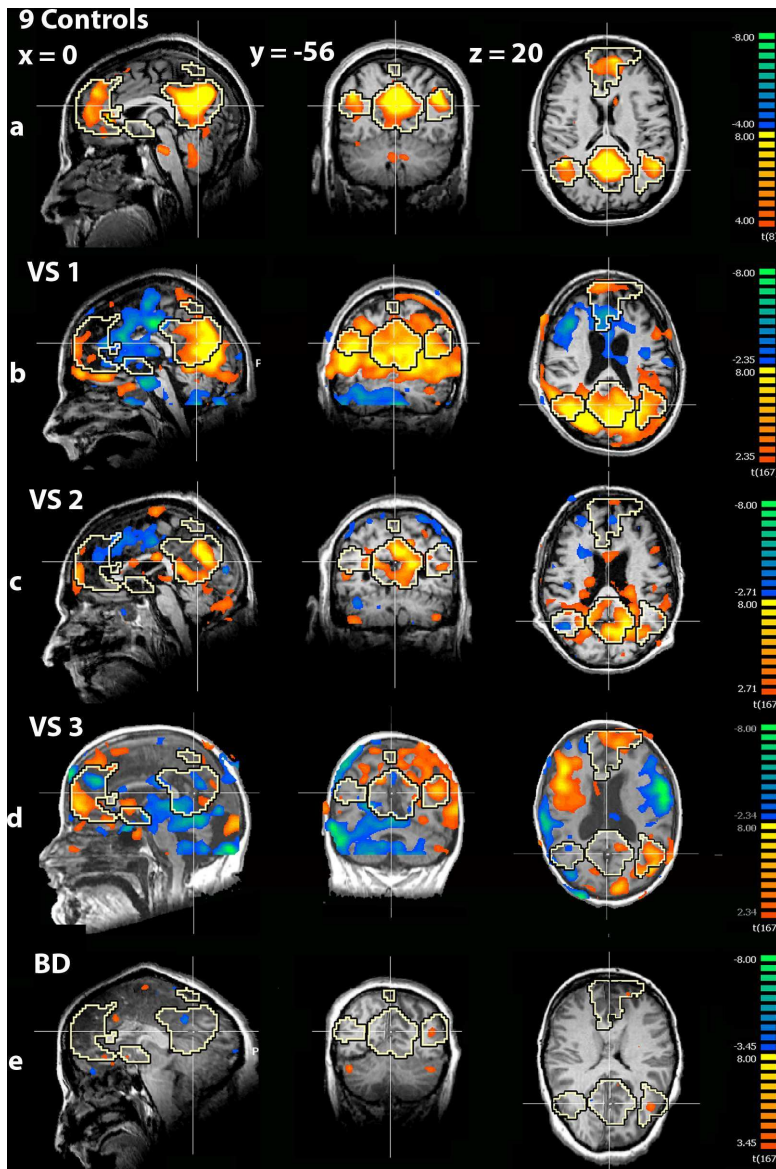 9 Controls
x = 0 y = -56 z = 20
-8.00
a
-4.00
8.00
4.00
t(8)
VS 1
-8.00
P
b
-2.35
8.00
2.35
t(167
VS 2
-8.00
c
-2.71
8.00
2.71
t(167
VS 3
-8.00
d
-2.34
8.00
2.34
t(167
BD
-8.00
e
P
-3.45
8.00
3.45
t(167